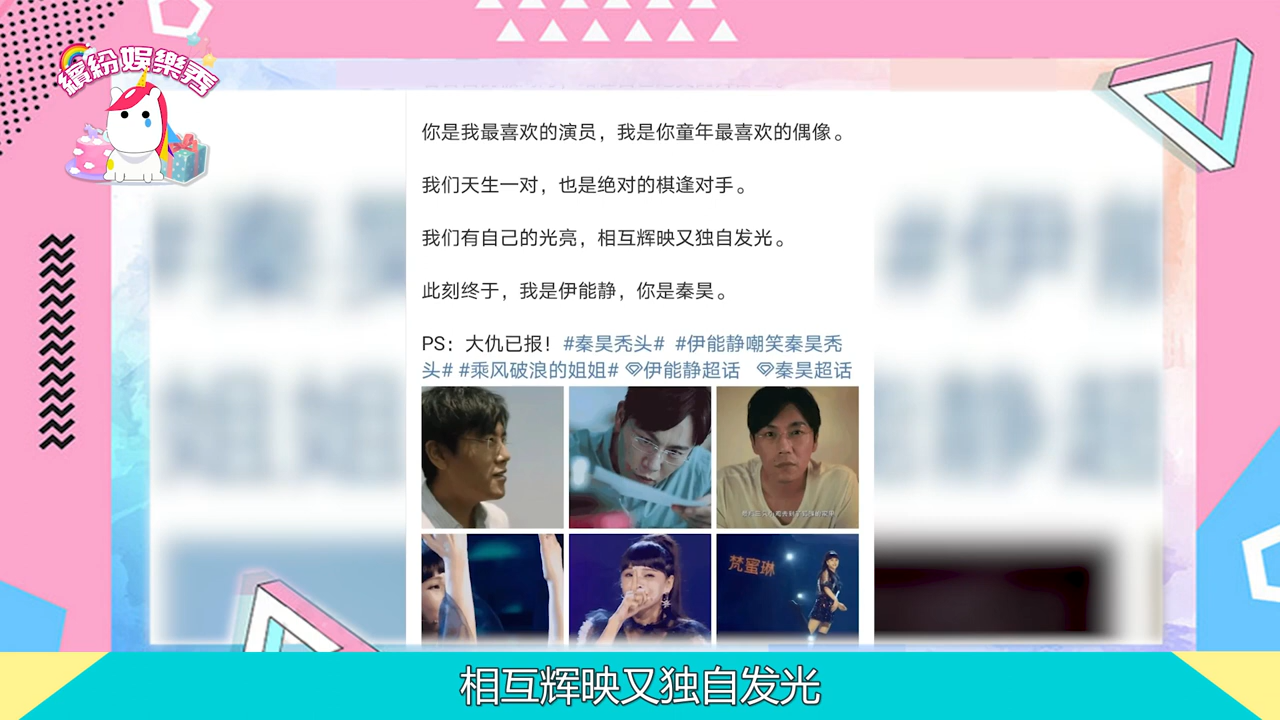 繽紛娛樂秀
你是我最喜欢的演员，我是你童年最喜欢的偶像。
我们天生一对，也是绝对的棋逢对手。
我们有自己的光亮，相互辉映又独自发光。
此刻终于，我是伊能静，你是秦昊。
PS：大仇已报！#秦昊秃头# #伊能静嘲笑秦昊秃
头# #乘风破浪的姐姐# 伊能静超话 秦昊超话
梵蜜琳
相互辉映又独自发光